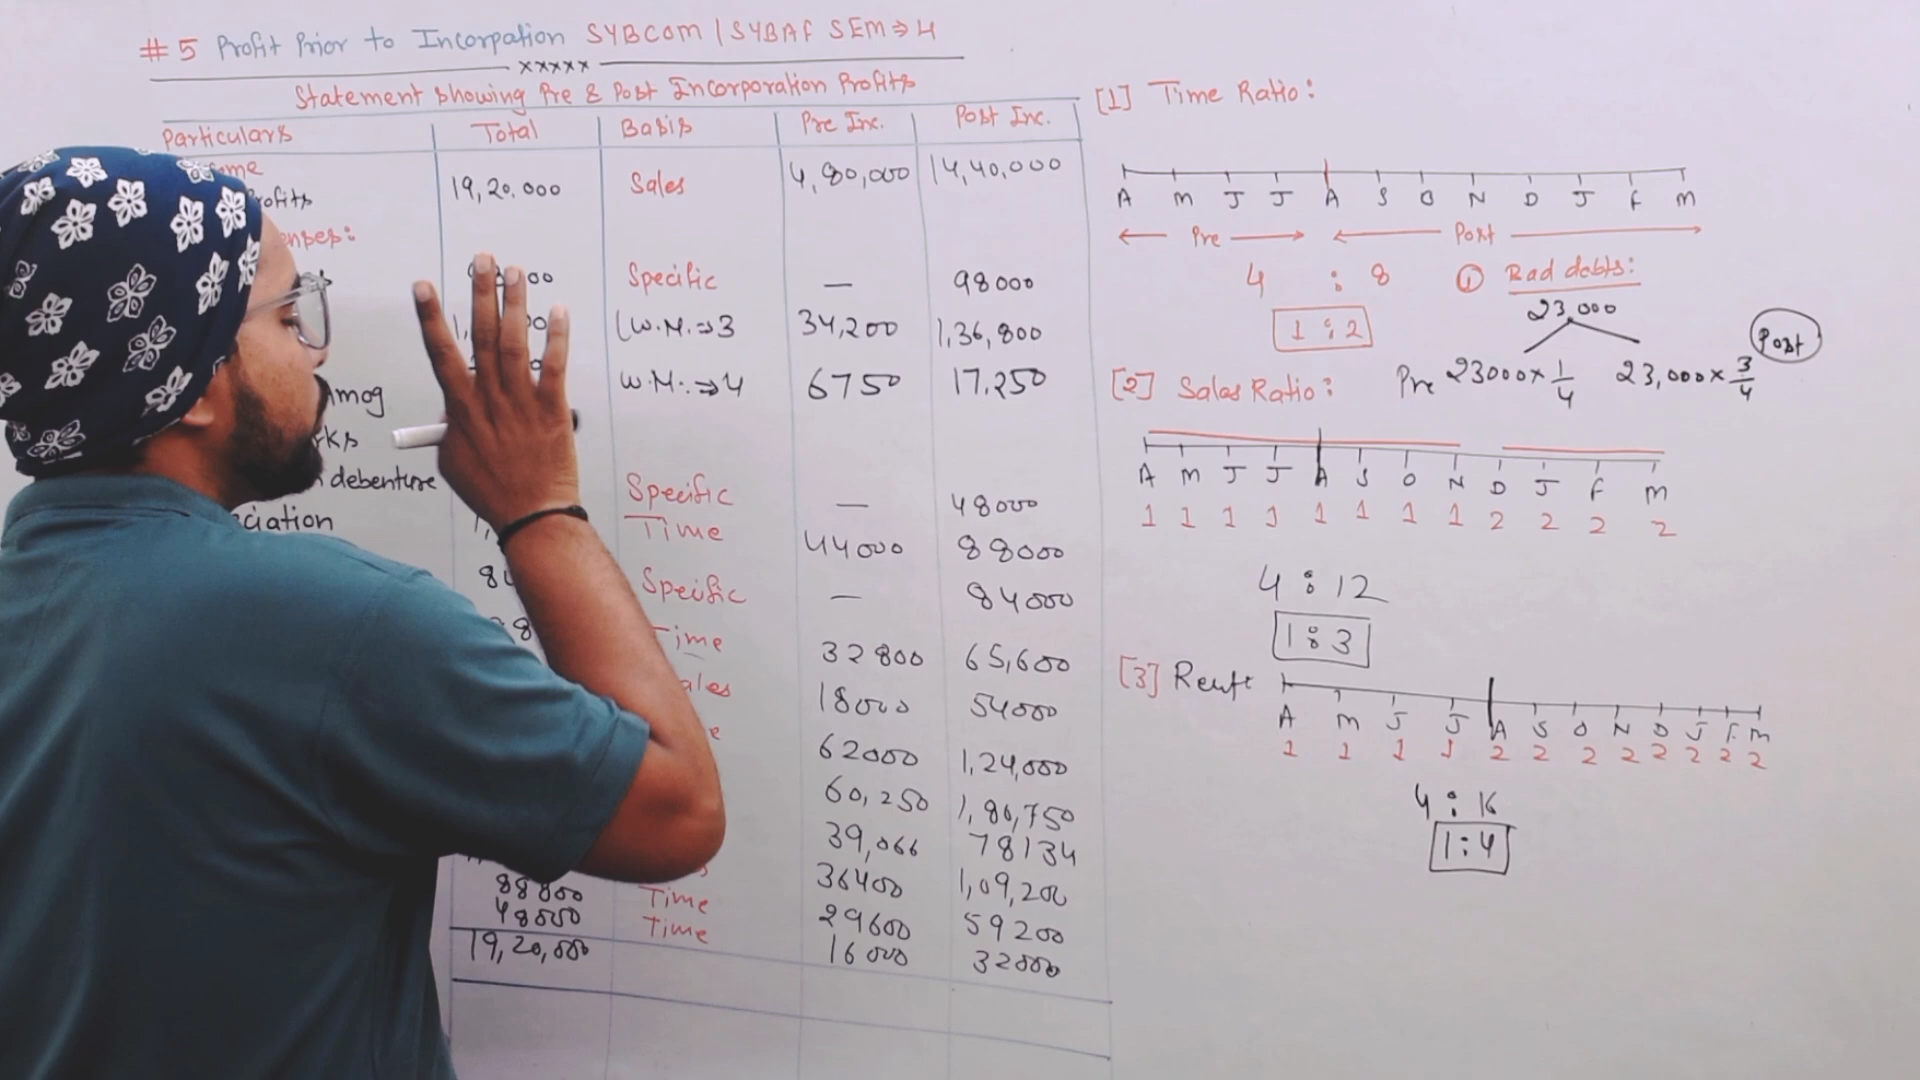 # 5 Profit Prior to Incorpation SYBCOM / SYBAF SEM ⇒ 4
xxxxx
Statement showing Pre & Post Incorporation Profits
Particulars Total Basis Pre Inc. Post Inc.
19,20,000 Sales 4,80,000 14,40,000
Specific — 98000
W.N. ⇒ 3 34,200 1,36,800
W.N. ⇒ 4 6750 17,250
debenture Specific — 48000
Time 44000 88000
Specific — 84000
Time 32800 65,600
18000 54000
62000 1,24,000
60,250 1,80,750
39,066 78134
36400 1,09,200
88800 Time 29600 59200
48000 Time 16000 32000
19,20,000
[1] Time Ratio:
A M J J A S O N D J F M
← Pre → ← Post →
4 : 8
1 : 2
① Bad debts:
23,000
Pre 23000 × 1/4 23,000 × 3/4 Post
[2] Sales Ratio:
A M J J A S O N D J F M
1 1 1 1 1 1 1 1 2 2 2 2
4 : 12
1 : 3
[3] Rent
A M J J A S O N D J F M
1 1 1 1 2 2 2 2 2 2 2 2
4 : 16
1 : 4